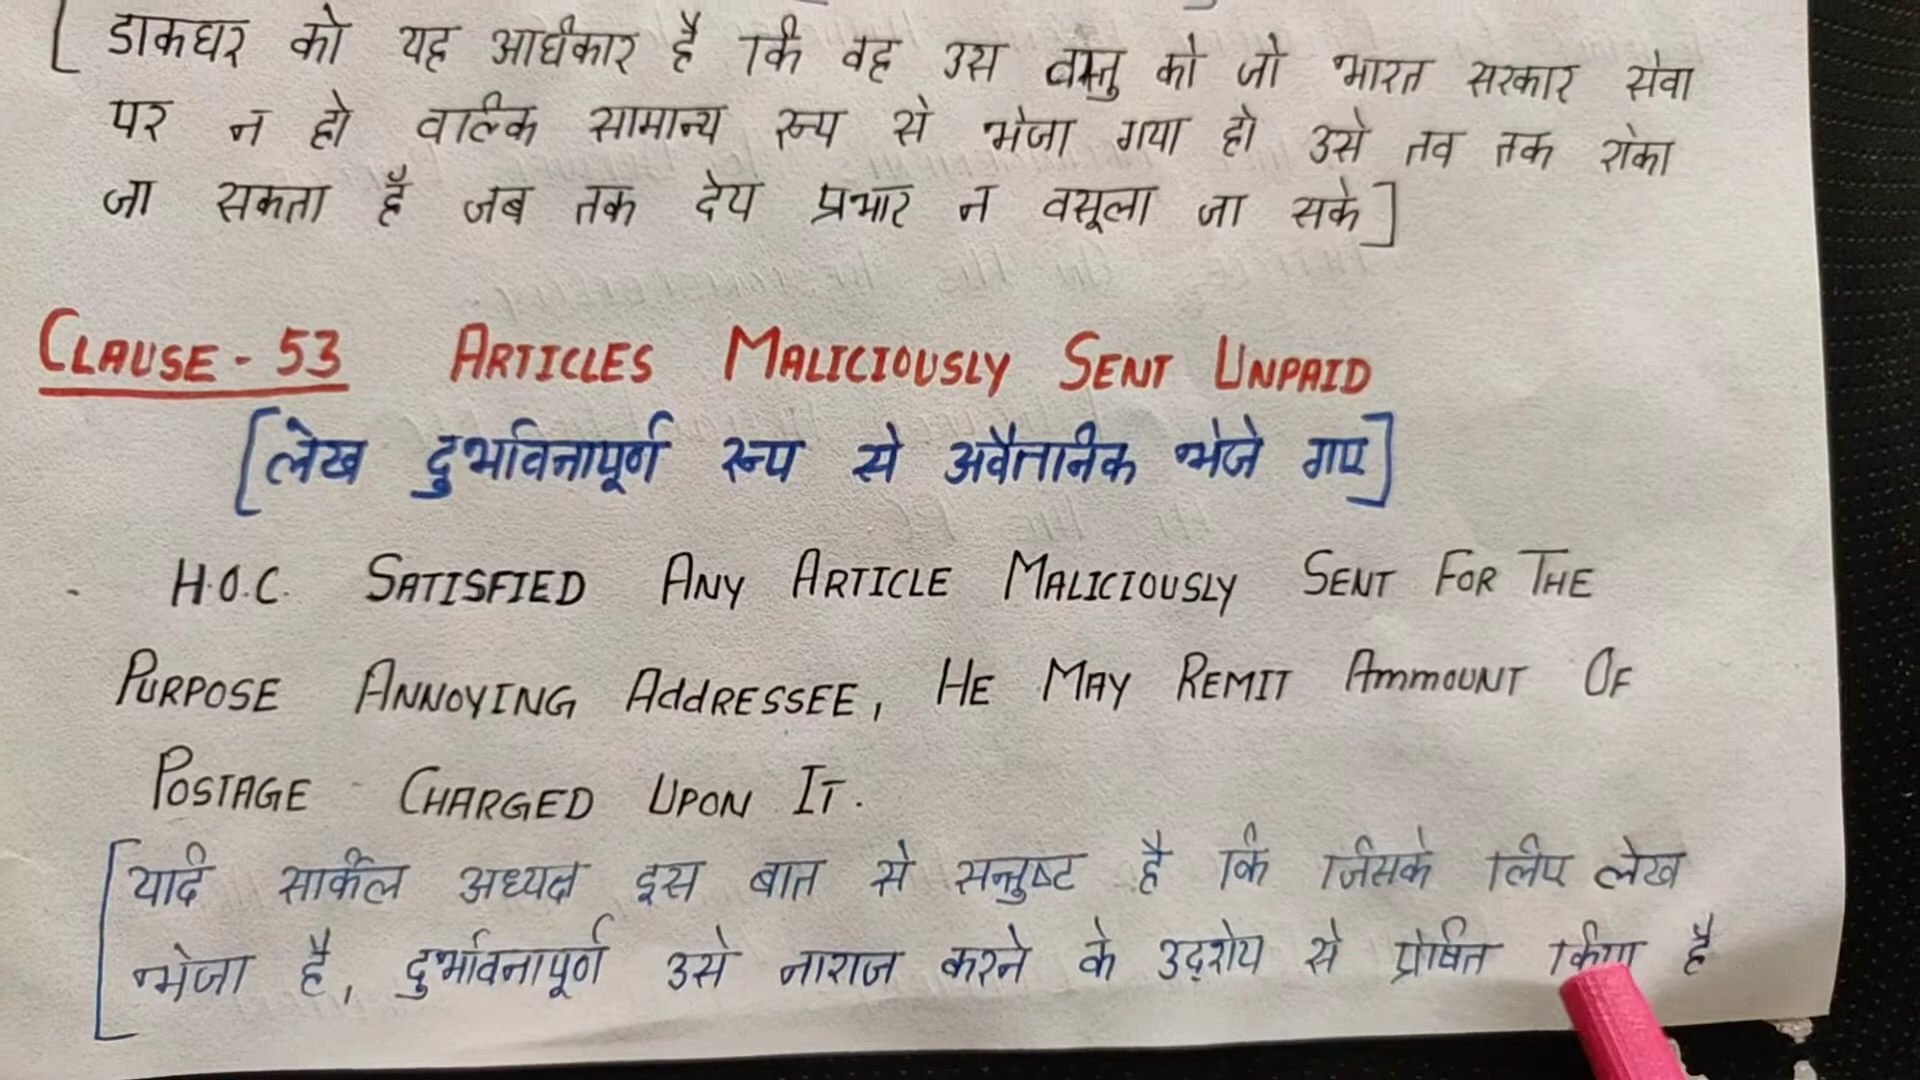 [डाकघर को यह अधिकार है कि वह उस वस्तु को जो भारत सरकार सेवा
पर न हो बल्कि सामान्य रूप से भेजा गया हो उसे तब तक रोका
जा सकता है जब तक देय प्रभार न वसूला जा सके]
CLAUSE - 53 ARTICLES MALICIOUSLY SENT UNPAID
[लेख दुर्भावनापूर्ण रूप से अवैतनिक भेजे गए]
H.O.C. SATISFIED ANY ARTICLE MALICIOUSLY SENT FOR THE
PURPOSE ANNOYING ADDRESSEE, HE MAY REMIT AMMOUNT OF
POSTAGE CHARGED UPON IT.
[यदि सर्किल अध्यक्ष इस बात से सन्तुष्ट है कि जिसके लिए लेख
भेजा है, दुर्भावनापूर्ण उसे नाराज करने के उद्देश्य से प्रेषित किया है